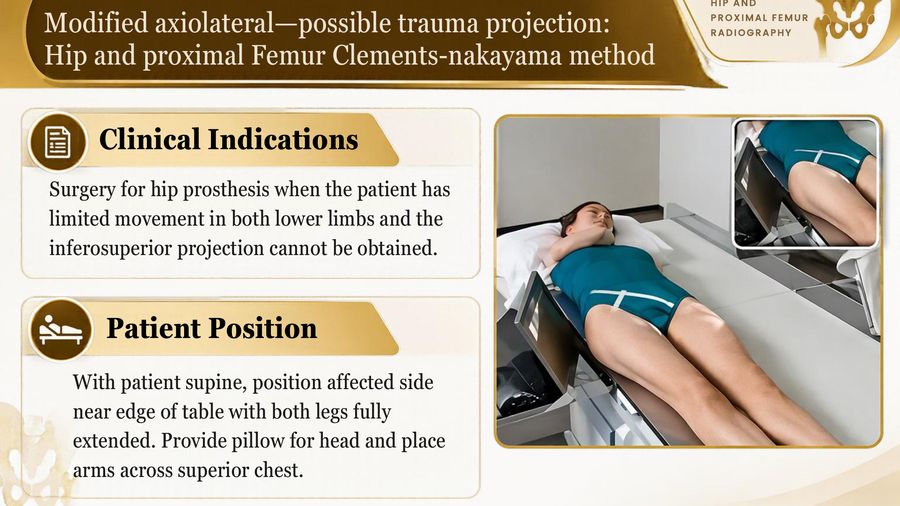 Modified axiolateral—possible trauma projection:
Hip and proximal Femur Clements-nakayama method
HIP AND
PROXIMAL FEMUR
RADIOGRAPHY
Clinical Indications
Surgery for hip prosthesis when the patient has
limited movement in both lower limbs and the
inferosuperior projection cannot be obtained.
Patient Position
With patient supine, position affected side
near edge of table with both legs fully
extended. Provide pillow for head and place
arms across superior chest.